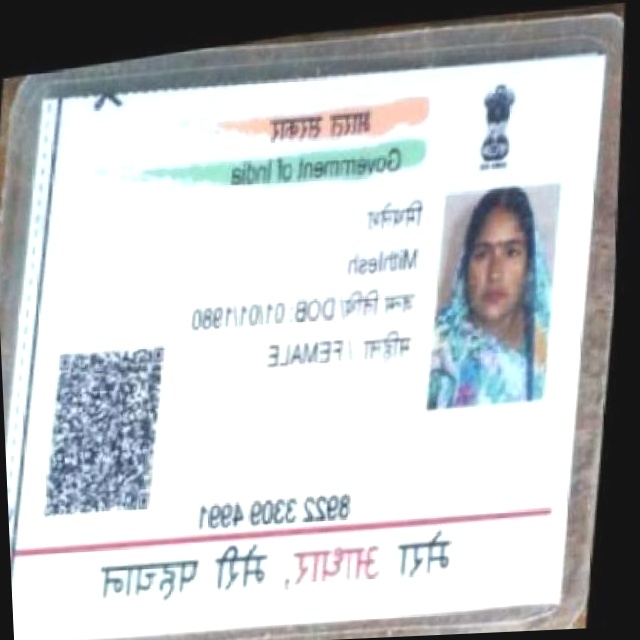 भारत सरकार
Government of India
मिथलेश
Mithlesh
जन्म तिथि/ DOB: 01/01/1980
महिला / FEMALE
8922 3309 4991
मेरा आधार, मेरी पहचान